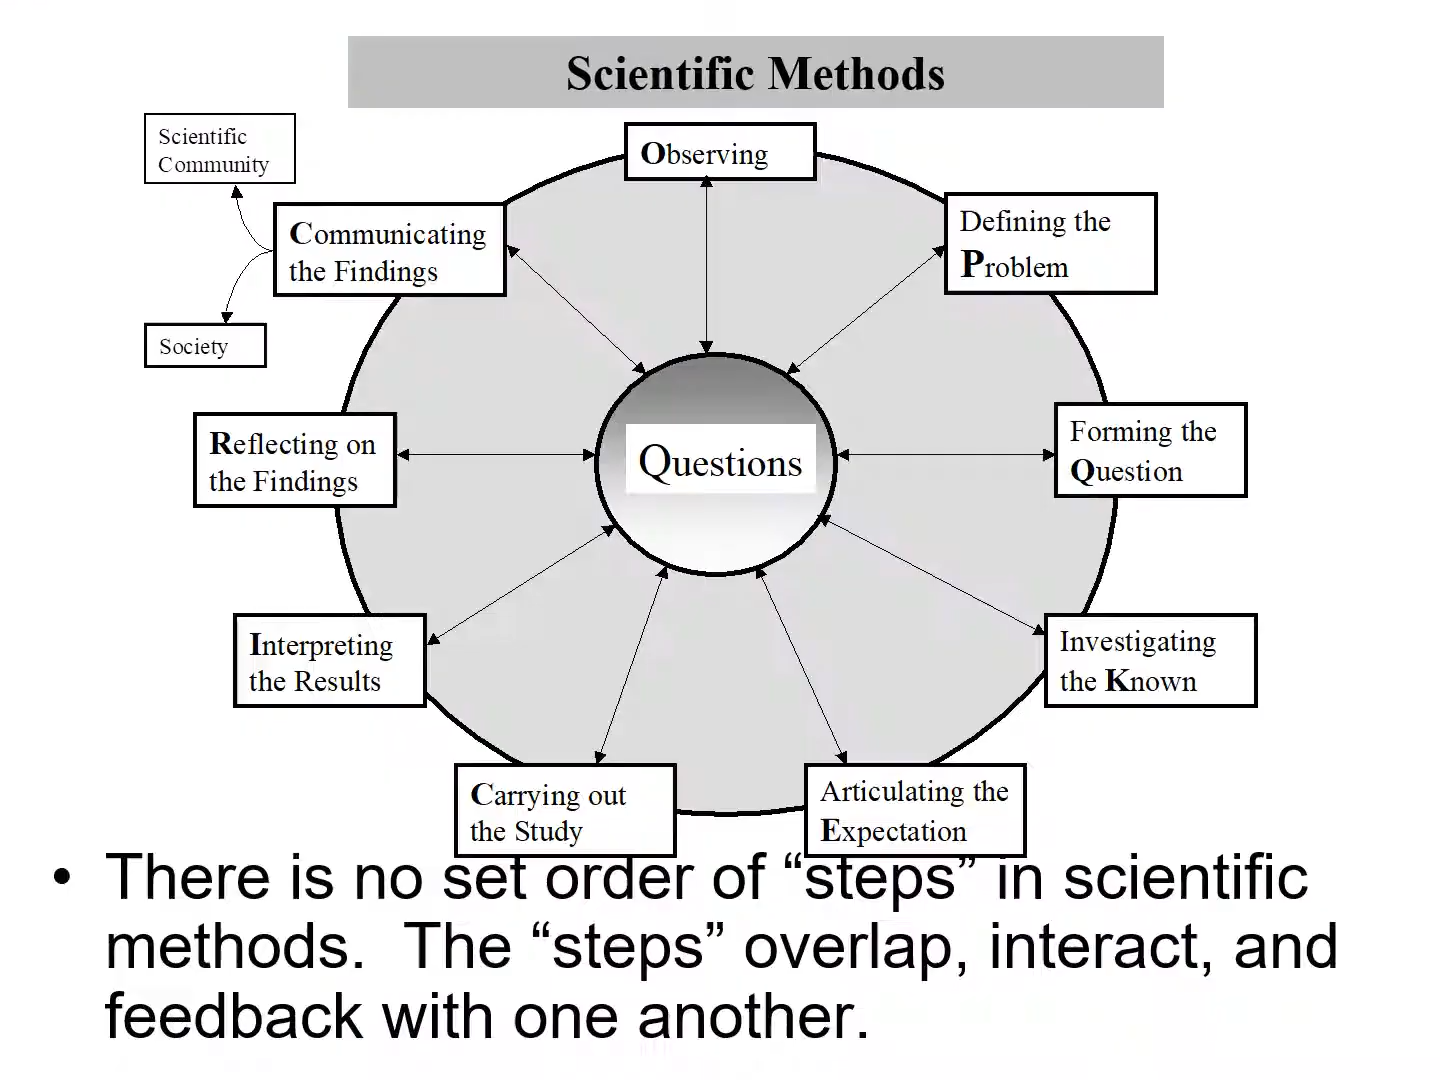 Scientific Methods
Scientific
Community
Observing
Defining the
Problem
Communicating
the Findings
Society
Reflecting on
the Findings
Questions
Forming the
Question
Interpreting
the Results
Investigating
the Known
Carrying out
the Study
Articulating the
Expectation
• There is no set order of “steps” in scientific
methods.  The “steps” overlap, interact, and
feedback with one another.